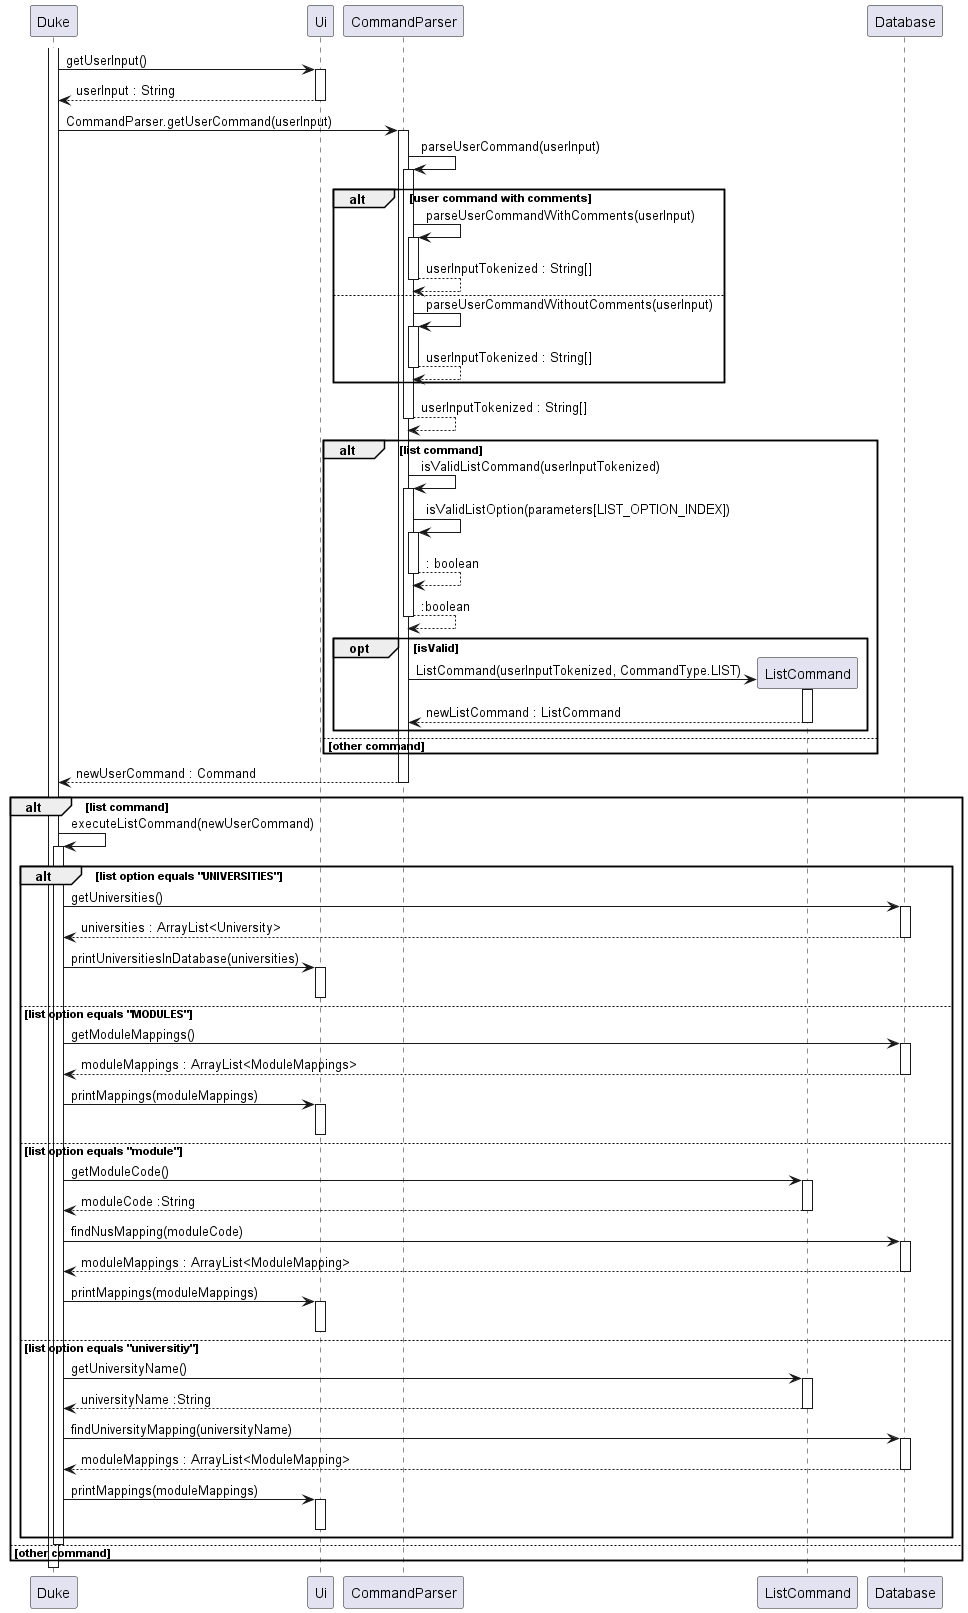 Duke Ui CommandParser Database
getUserInput()
userInput : String
CommandParser.getUserCommand(userInput)
parseUserCommand(userInput)
alt [user command with comments]
parseUserCommandWithComments(userInput)
userInputTokenized : String[]
parseUserCommandWithoutComments(userInput)
userInputTokenized : String[]
userInputTokenized : String[]
alt [list command]
isValidListCommand(userInputTokenized)
isValidListOption(parameters[LIST_OPTION_INDEX])
: boolean
:boolean
opt [isValid]
ListCommand(userInputTokenized, CommandType.LIST) ListCommand
newListCommand : ListCommand
[other command]
newUserCommand : Command
alt [list command]
executeListCommand(newUserCommand)
alt [list option equals "UNIVERSITIES"]
getUniversities()
universities : ArrayList<University>
printUniversitiesInDatabase(universities)
[list option equals "MODULES"]
getModuleMappings()
moduleMappings : ArrayList<ModuleMappings>
printMappings(moduleMappings)
[list option equals "module"]
getModuleCode()
moduleCode :String
findNusMapping(moduleCode)
moduleMappings : ArrayList<ModuleMapping>
printMappings(moduleMappings)
[list option equals "universitiy"]
getUniversityName()
universityName :String
findUniversityMapping(universityName)
moduleMappings : ArrayList<ModuleMapping>
printMappings(moduleMappings)
[other command]
Duke Ui CommandParser ListCommand Database